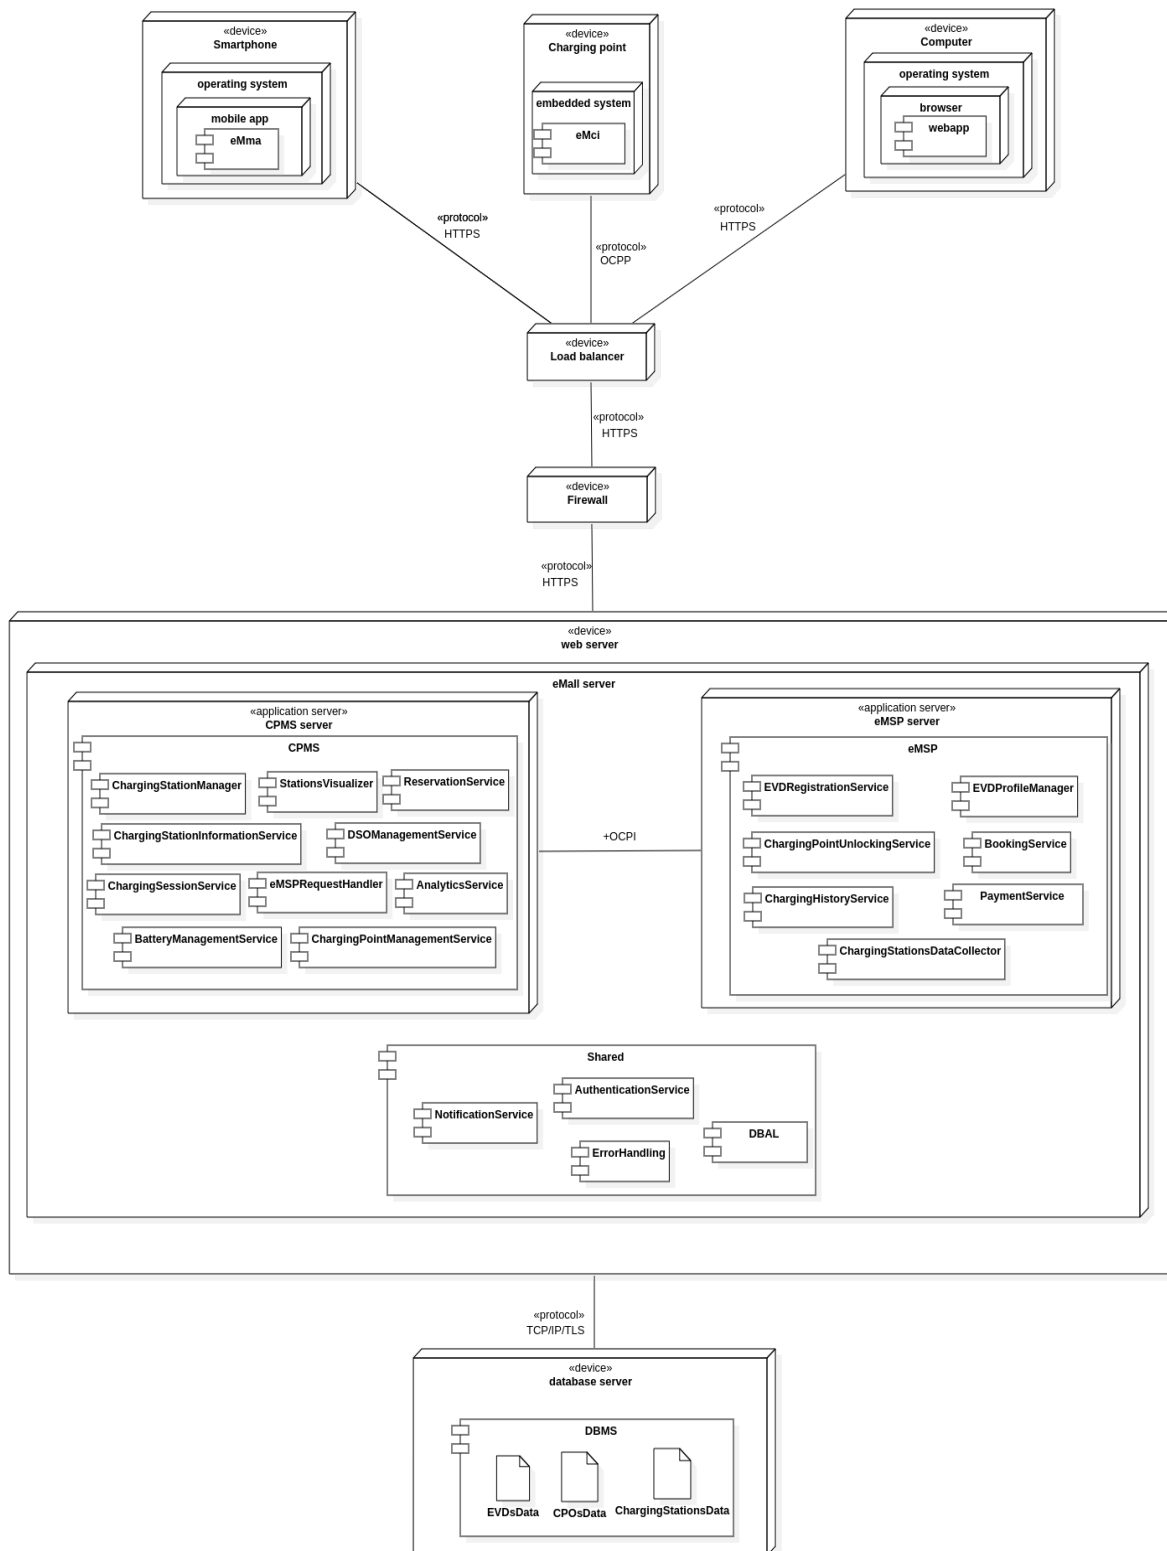 «device»
Smartphone
operating system
mobile app
eMma
«device»
Charging point
embedded system
eMci
«device»
Computer
operating system
browser
webapp
«protocol»
HTTPS
«protocol»
OCPP
«protocol»
HTTPS
«device»
Load balancer
«protocol»
HTTPS
«device»
Firewall
«protocol»
HTTPS
«device»
web server
eMall server
«application server»
CPMS server
CPMS
ChargingStationManager
StationsVisualizer
ReservationService
ChargingStationInformationService
DSOManagementService
ChargingSessionService
eMSPRequestHandler
AnalyticsService
BatteryManagementService
ChargingPointManagementService
+OCPI
«application server»
eMSP server
eMSP
EVDRegistrationService
EVDProfileManager
ChargingPointUnlockingService
BookingService
ChargingHistoryService
PaymentService
ChargingStationsDataCollector
Shared
AuthenticationService
NotificationService
DBAL
ErrorHandling
«protocol»
TCP/IP/TLS
«device»
database server
DBMS
EVDsData
CPOsData
ChargingStationsData